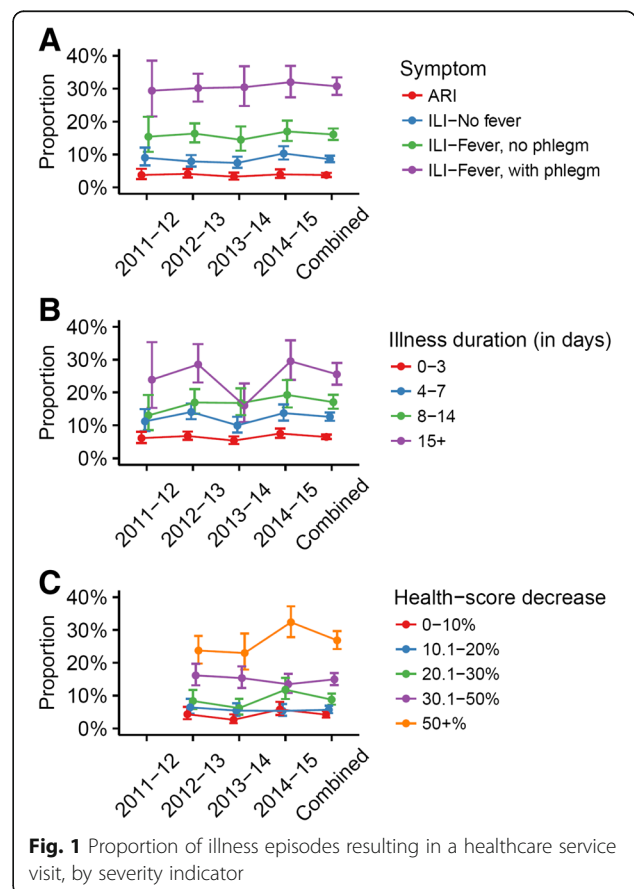 A
40%
30%
20%
10%
0%
Proportion
2011−12
2012−13
2013−14
2014−15
Combined
Symptom
ARI
ILI−No fever
ILI−Fever, no phlegm
ILI−Fever, with phlegm
B
40%
30%
20%
10%
0%
Proportion
2011−12
2012−13
2013−14
2014−15
Combined
Illness duration (in days)
0−3
4−7
8−14
15+
C
40%
30%
20%
10%
0%
Proportion
2011−12
2012−13
2013−14
2014−15
Combined
Health−score decrease
0−10%
10.1−20%
20.1−30%
30.1−50%
50+%
Fig. 1 Proportion of illness episodes resulting in a healthcare service
visit, by severity indicator